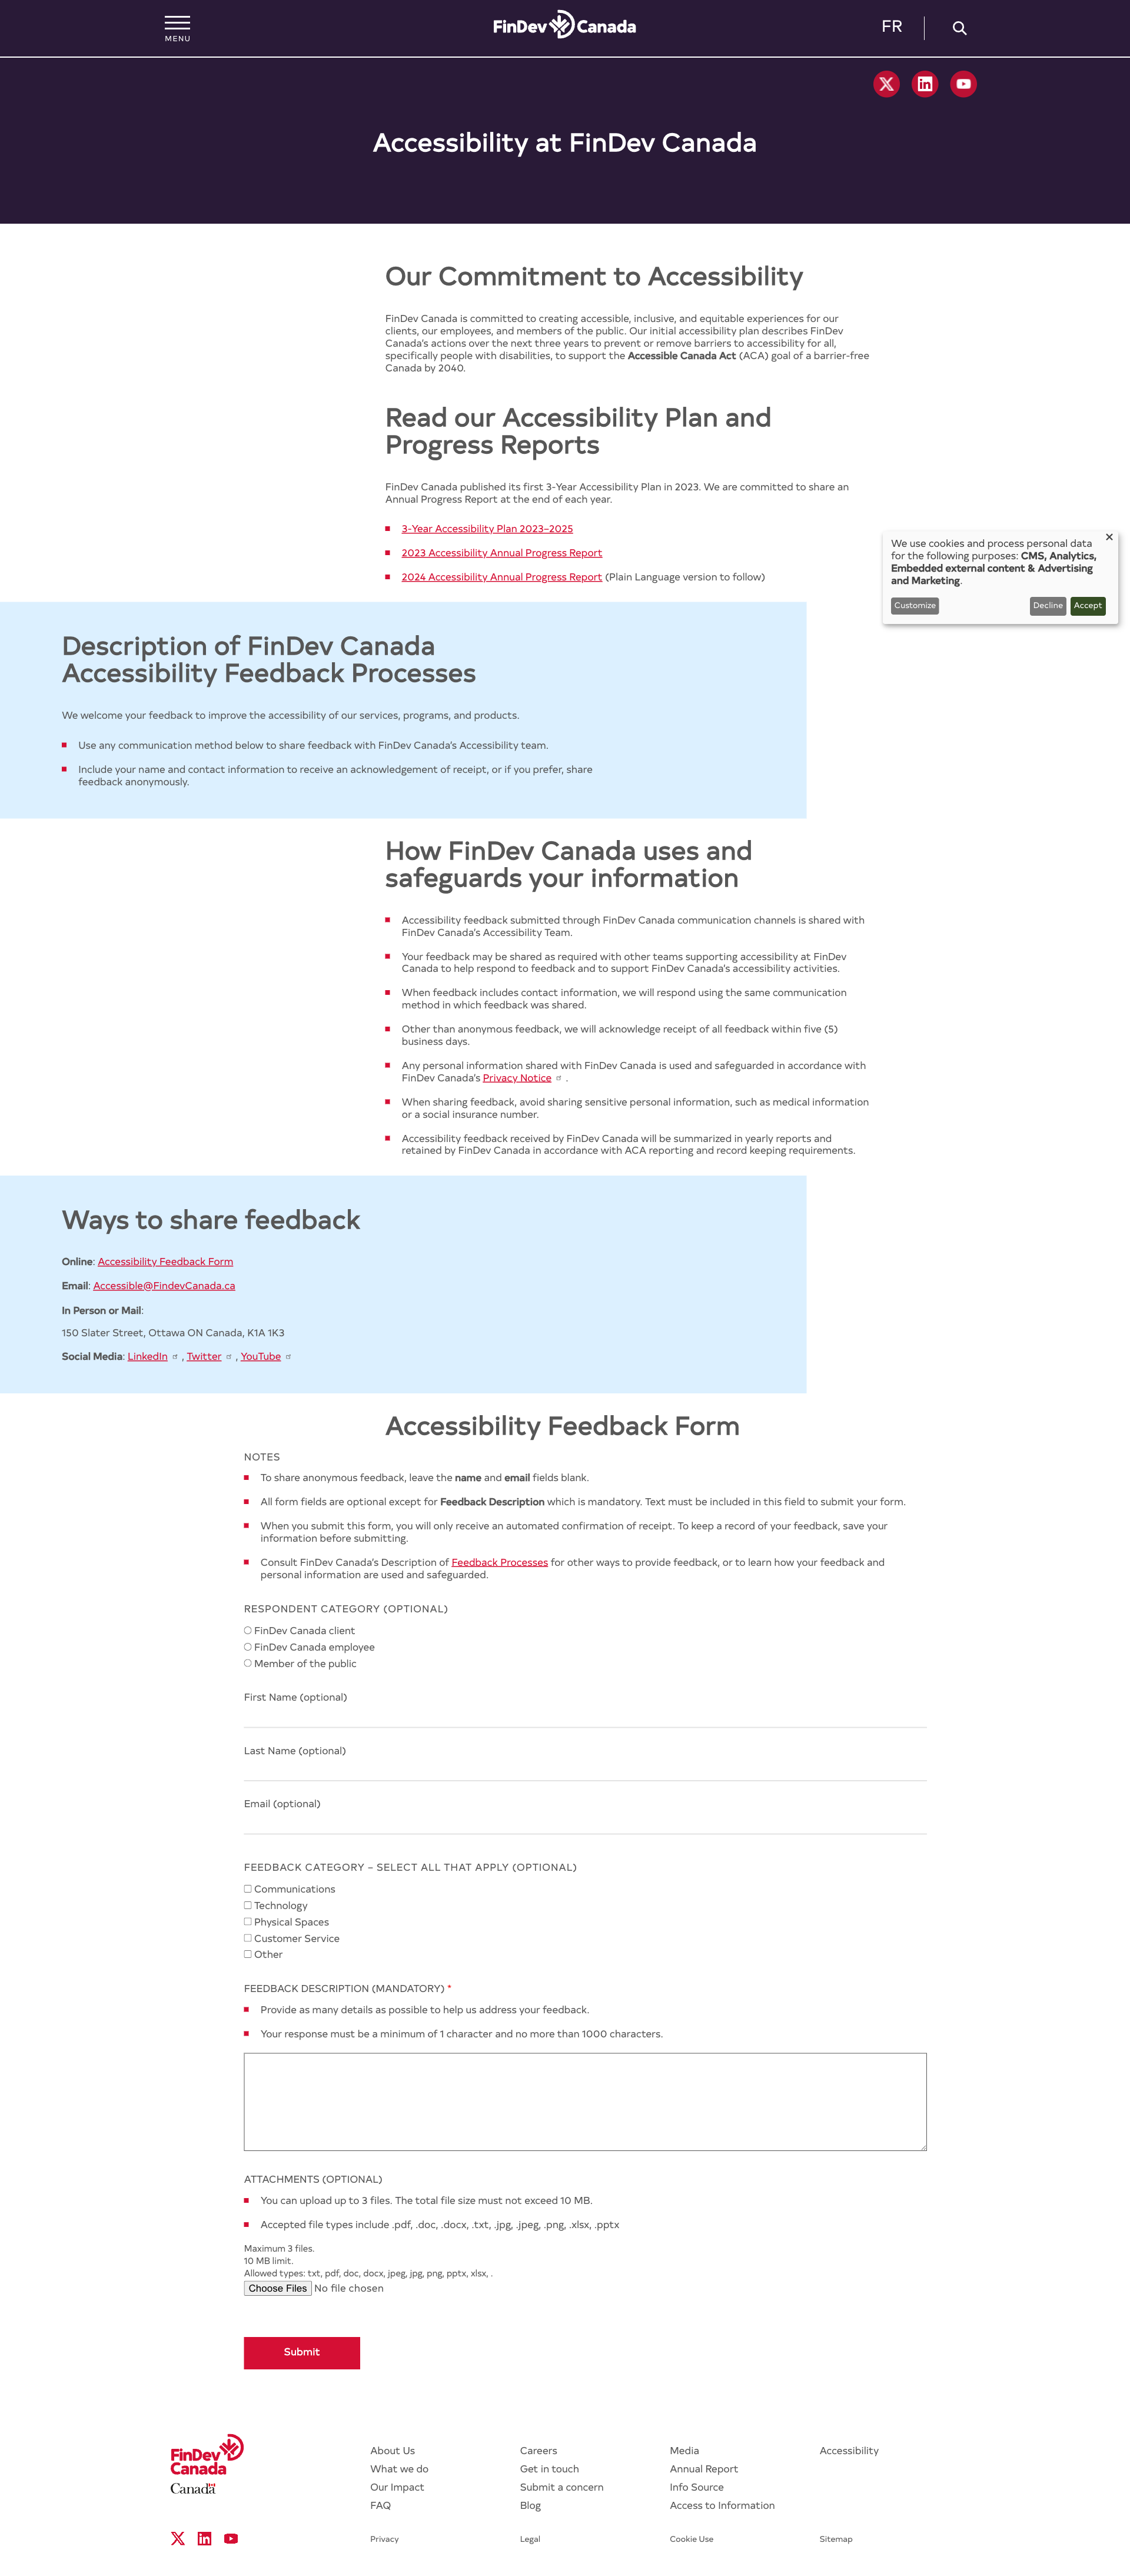 MENU
FinDev Canada
FR
Accessibility at FinDev Canada
Our Commitment to Accessibility
FinDev Canada is committed to creating accessible, inclusive, and equitable experiences for our
clients, our employees, and members of the public. Our initial accessibility plan describes FinDev
Canada's actions over the next three years to prevent or remove barriers to accessibility for all,
specifically people with disabilities, to support the Accessible Canada Act (ACA) goal of a barrier-free
Canada by 2040.
Read our Accessibility Plan and
Progress Reports
FinDev Canada published its first 3-Year Accessibility Plan in 2023. We are committed to share an
Annual Progress Report at the end of each year.
3-Year Accessibility Plan 2023–2025
2023 Accessibility Annual Progress Report
2024 Accessibility Annual Progress Report (Plain Language version to follow)
We use cookies and process personal data
for the following purposes: CMS, Analytics,
Embedded external content & Advertising
and Marketing.
Customize
Decline
Accept
Description of FinDev Canada
Accessibility Feedback Processes
We welcome your feedback to improve the accessibility of our services, programs, and products.
Use any communication method below to share feedback with FinDev Canada's Accessibility team.
Include your name and contact information to receive an acknowledgement of receipt, or if you prefer, share
feedback anonymously.
How FinDev Canada uses and
safeguards your information
Accessibility feedback submitted through FinDev Canada communication channels is shared with
FinDev Canada's Accessibility Team.
Your feedback may be shared as required with other teams supporting accessibility at FinDev
Canada to help respond to feedback and to support FinDev Canada's accessibility activities.
When feedback includes contact information, we will respond using the same communication
method in which feedback was shared.
Other than anonymous feedback, we will acknowledge receipt of all feedback within five (5)
business days.
Any personal information shared with FinDev Canada is used and safeguarded in accordance with
FinDev Canada's Privacy Notice .
When sharing feedback, avoid sharing sensitive personal information, such as medical information
or a social insurance number.
Accessibility feedback received by FinDev Canada will be summarized in yearly reports and
retained by FinDev Canada in accordance with ACA reporting and record keeping requirements.
Ways to share feedback
Online: Accessibility Feedback Form
Email: Accessible@FindevCanada.ca
In Person or Mail:
150 Slater Street, Ottawa ON Canada, K1A 1K3
Social Media: LinkedIn , Twitter , YouTube
Accessibility Feedback Form
NOTES
To share anonymous feedback, leave the name and email fields blank.
All form fields are optional except for Feedback Description which is mandatory. Text must be included in this field to submit your form.
When you submit this form, you will only receive an automated confirmation of receipt. To keep a record of your feedback, save your
information before submitting.
Consult FinDev Canada's Description of Feedback Processes for other ways to provide feedback, or to learn how your feedback and
personal information are used and safeguarded.
RESPONDENT CATEGORY (OPTIONAL)
FinDev Canada client
FinDev Canada employee
Member of the public
First Name (optional)
Last Name (optional)
Email (optional)
FEEDBACK CATEGORY – SELECT ALL THAT APPLY (OPTIONAL)
Communications
Technology
Physical Spaces
Customer Service
Other
FEEDBACK DESCRIPTION (MANDATORY) *
Provide as many details as possible to help us address your feedback.
Your response must be a minimum of 1 character and no more than 1000 characters.
ATTACHMENTS (OPTIONAL)
You can upload up to 3 files. The total file size must not exceed 10 MB.
Accepted file types include .pdf, .doc, .docx, .txt, .jpg, .jpeg, .png, .xlsx, .pptx
Maximum 3 files.
10 MB limit.
Allowed types: txt, pdf, doc, docx, jpeg, jpg, png, pptx, xlsx, .
Choose Files No file chosen
Submit
FinDev
Canada
Canada
About Us
What we do
Our Impact
FAQ
Careers
Get in touch
Submit a concern
Blog
Media
Annual Report
Info Source
Access to Information
Accessibility
Privacy
Legal
Cookie Use
Sitemap